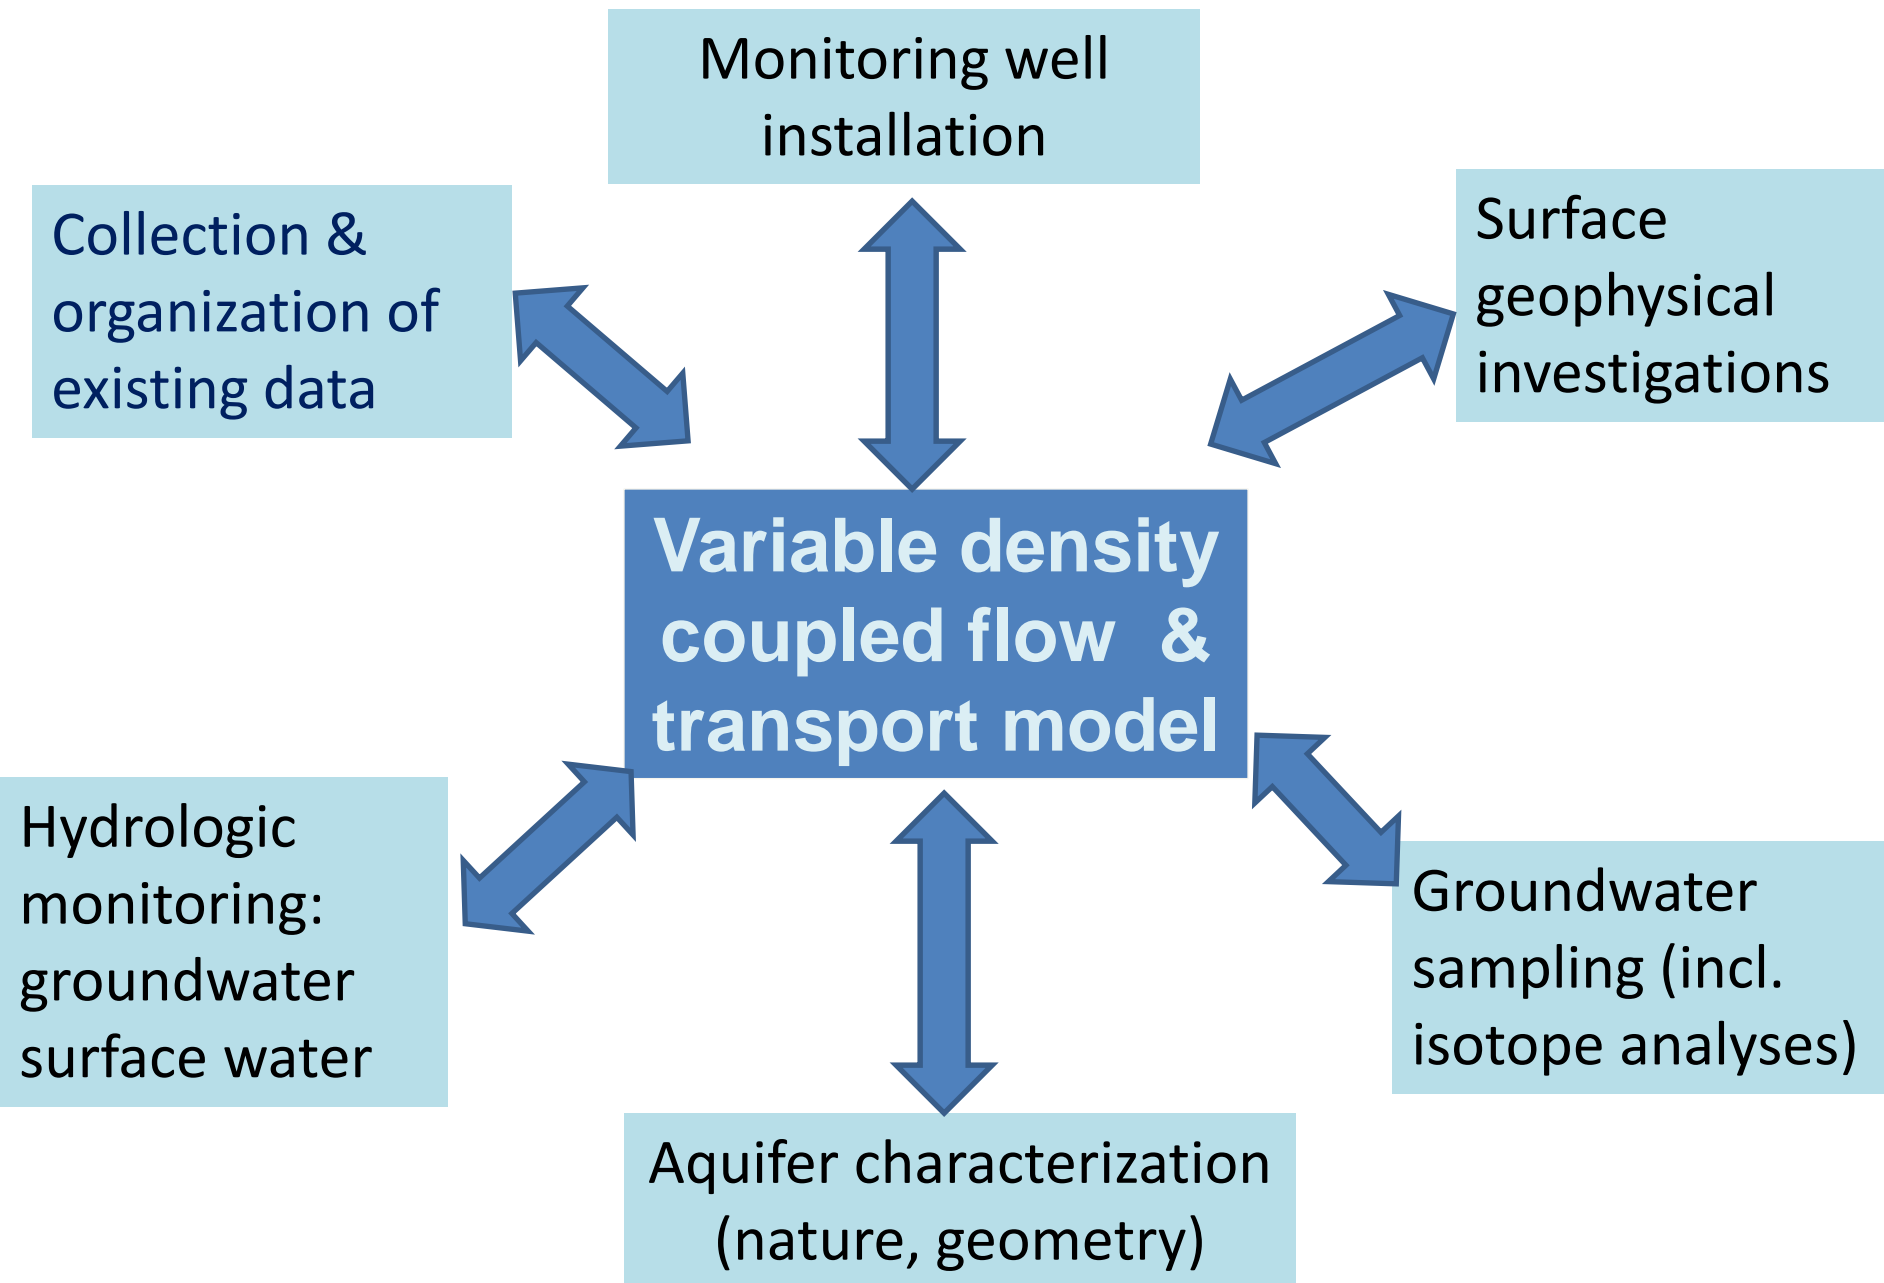 Monitoring well
installation
Collection &
organization of
existing data
Surface
geophysical
investigations
Variable density
coupled flow &
transport model
Hydrologic
monitoring:
groundwater
surface water
Groundwater
sampling (incl.
isotope analyses)
Aquifer characterization
(nature, geometry)